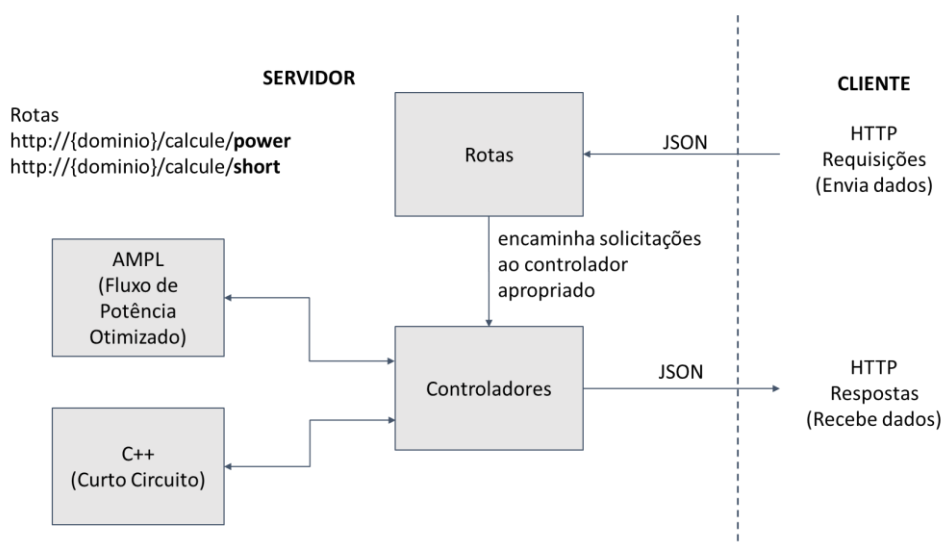 SERVIDOR
CLIENTE
Rotas
http://{dominio}/calcule/power
http://{dominio}/calcule/short
Rotas
JSON
HTTP
Requisições
(Envia dados)
encaminha solicitações
ao controlador
apropriado
AMPL
(Fluxo de
Potência
Otimizado)
Controladores
JSON
HTTP
Respostas
(Recebe dados)
C++
(Curto Circuito)